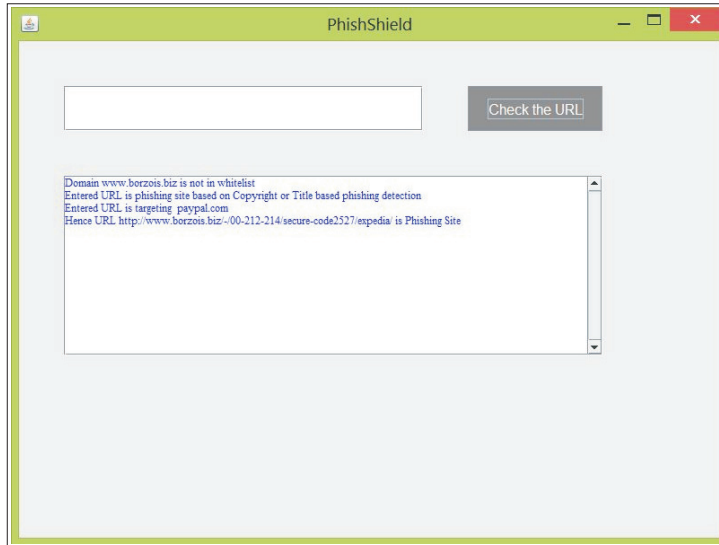 PhishShield
Check the URL
Domain www.borzois.biz is not in whitelist
Entered URL is phishing site based on Copyright or Title based phishing detection
Entered URL is targeting paypal.com
Hence URL http://www.borzois.biz/-/00-212-214/secure-code2527/expedia/ is Phishing Site